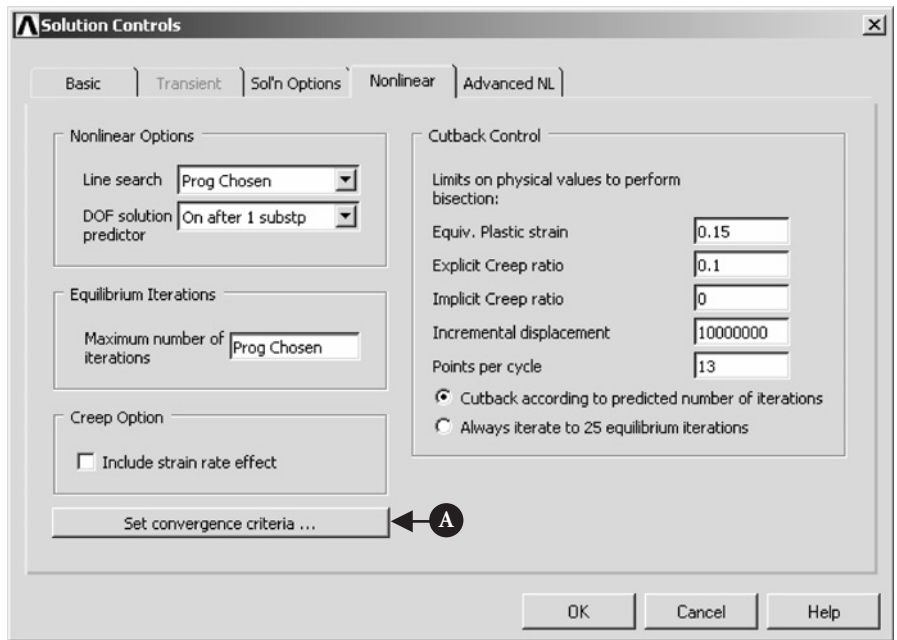 Solution Controls
Basic
Transient
Sol'n Options
Nonlinear
Advanced NL
Nonlinear Options
Line search
Prog Chosen
DOF solution
predictor
On after 1 substp
Equilibrium Iterations
Maximum number of
iterations
Prog Chosen
Creep Option
Include strain rate effect
Set convergence criteria ...
A
Cutback Control
Limits on physical values to perform
bisection:
Equiv. Plastic strain
0.15
Explicit Creep ratio
0.1
Implicit Creep ratio
0
Incremental displacement
10000000
Points per cycle
13
Cutback according to predicted number of iterations
Always iterate to 25 equilibrium iterations
OK
Cancel
Help